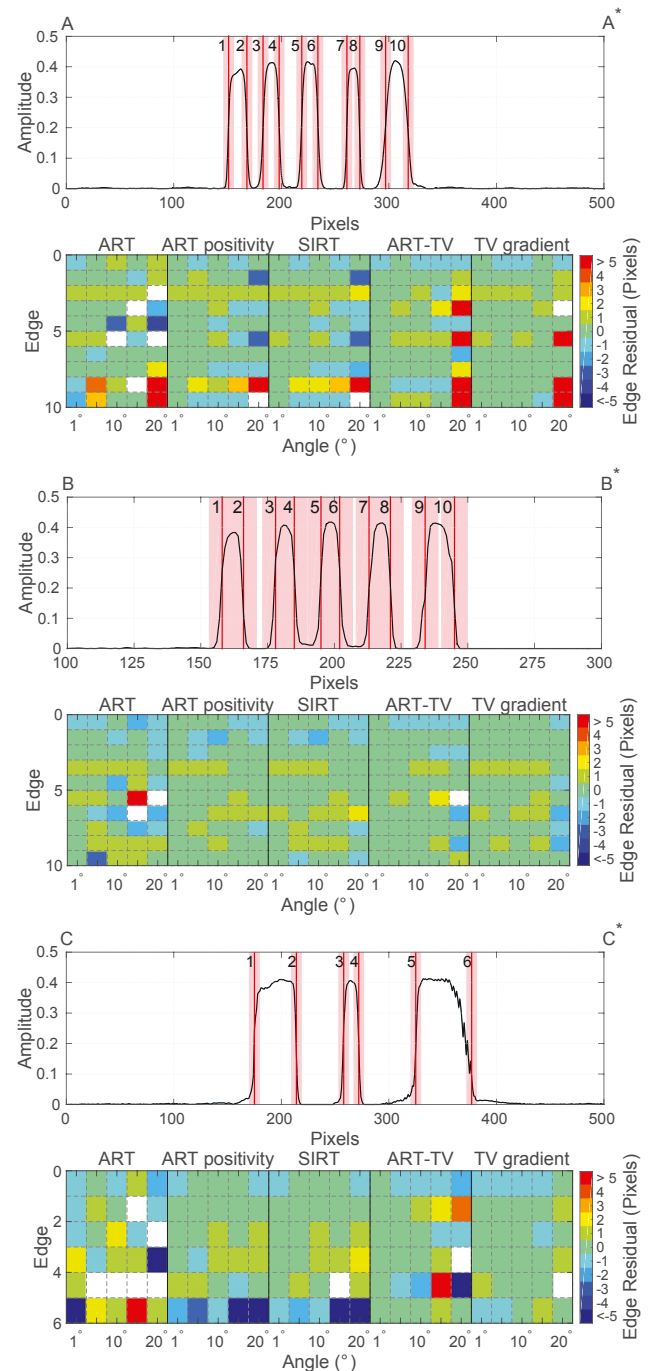 A A*
0.5
0.4
0.3
0.2
0.1
0
Amplitude
1 2 3 4 5 6 7 8 9 10
0 100 200 300 400 500
Pixels
ART ART positivity SIRT ART-TV TV gradient
0
5
10
Edge
1° 10° 20° 1° 10° 20° 1° 10° 20° 1° 10° 20° 1° 10° 20°
Angle (°)
> 5
4
3
2
1
0
-1
-2
-3
-4
<-5
Edge Residual (Pixels)
B B*
0.5
0.4
0.3
0.2
0.1
0
Amplitude
1 2 3 4 5 6 7 8 9 10
100 125 150 175 200 225 250 275 300
Pixels
ART ART positivity SIRT ART-TV TV gradient
0
5
10
Edge
1° 10° 20° 1° 10° 20° 1° 10° 20° 1° 10° 20° 1° 10° 20°
Angle (°)
> 5
4
3
2
1
0
-1
-2
-3
-4
<-5
Edge Residual (Pixels)
C C*
0.5
0.4
0.3
0.2
0.1
0
Amplitude
1 2 3 4 5 6
0 100 200 300 400 500
Pixels
ART ART positivity SIRT ART-TV TV gradient
0
2
4
6
Edge
1° 10° 20° 1° 10° 20° 1° 10° 20° 1° 10° 20° 1° 10° 20°
Angle (°)
> 5
4
3
2
1
0
-1
-2
-3
-4
<-5
Edge Residual (Pixels)